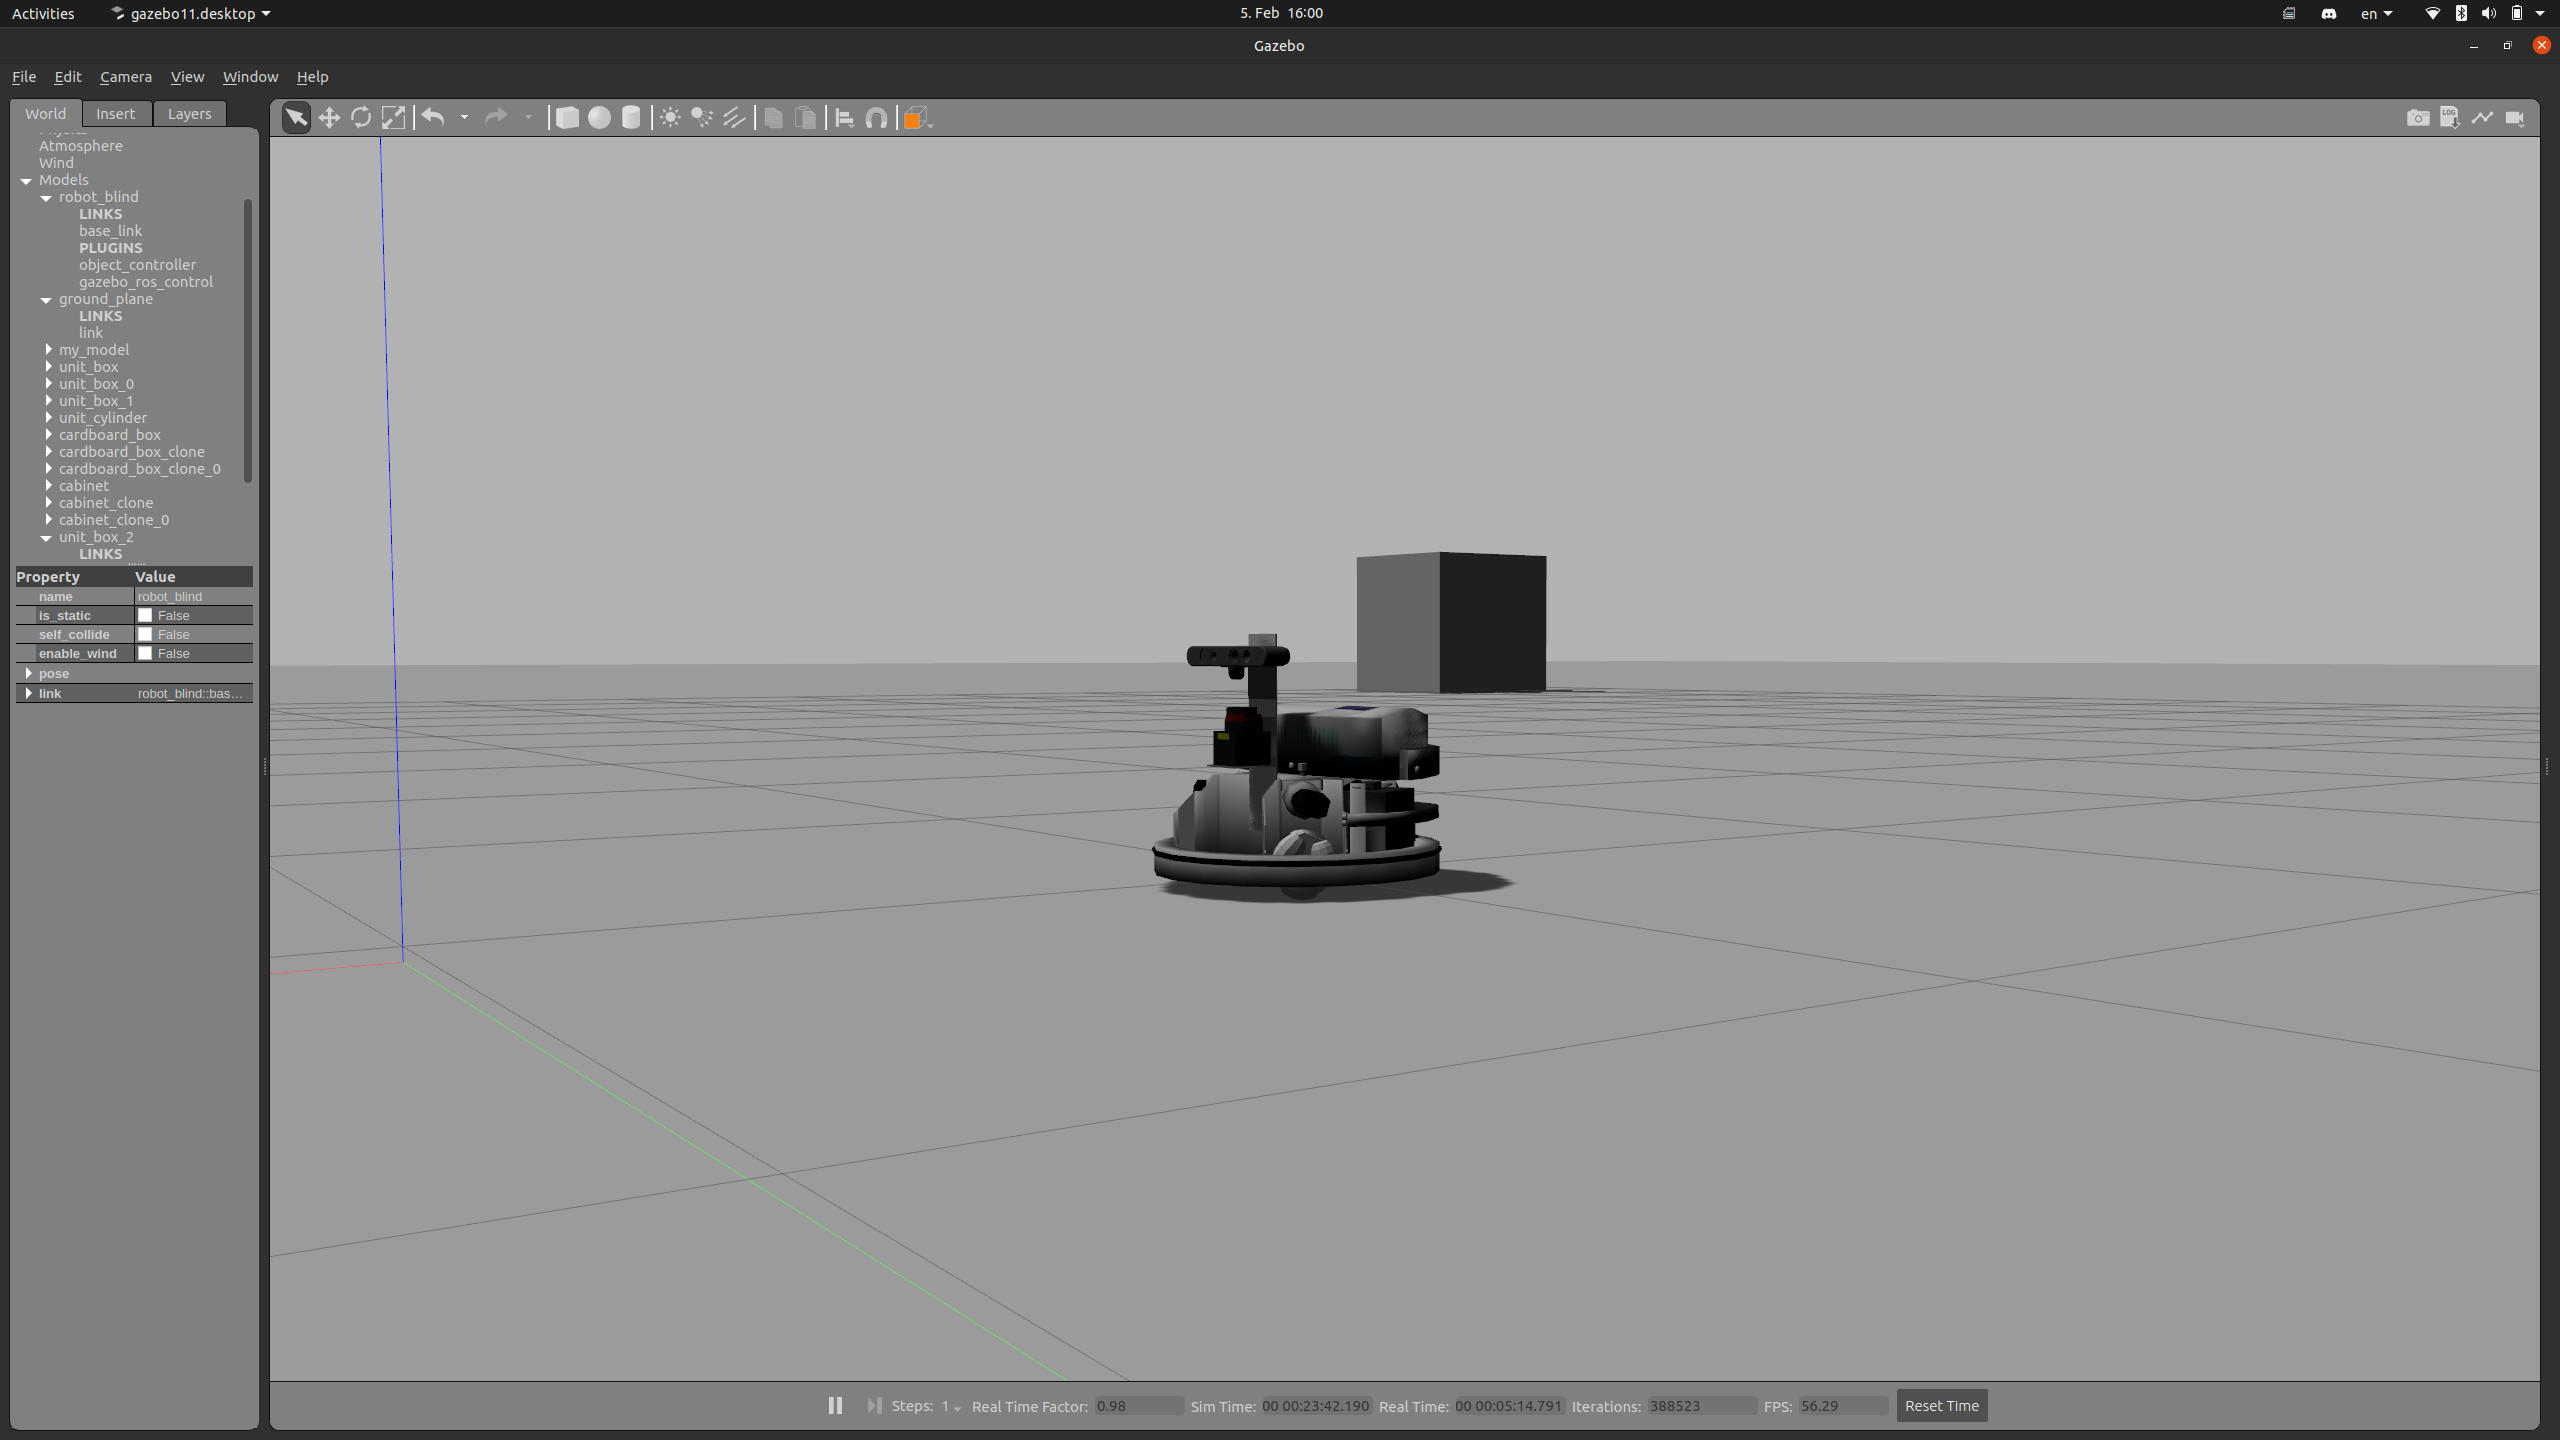 Activities gazebo11.desktop 5. Feb 16:00 en
Gazebo
File Edit Camera View Window Help
World Insert Layers
Atmosphere
Wind
Models
robot_blind
LINKS
base_link
PLUGINS
object_controller
gazebo_ros_control
ground_plane
LINKS
link
my_model
unit_box
unit_box_0
unit_box_1
unit_cylinder
cardboard_box
cardboard_box_clone
cardboard_box_clone_0
cabinet
cabinet_clone
cabinet_clone_0
unit_box_2
LINKS
Property Value
name robot_blind
is_static False
self_collide False
enable_wind False
pose
link robot_blind::bas...
LOG
Steps: 1 Real Time Factor: 0.98 Sim Time: 00 00:23:42.190 Real Time: 00 00:05:14.791 Iterations: 388523 FPS: 56.29 Reset Time